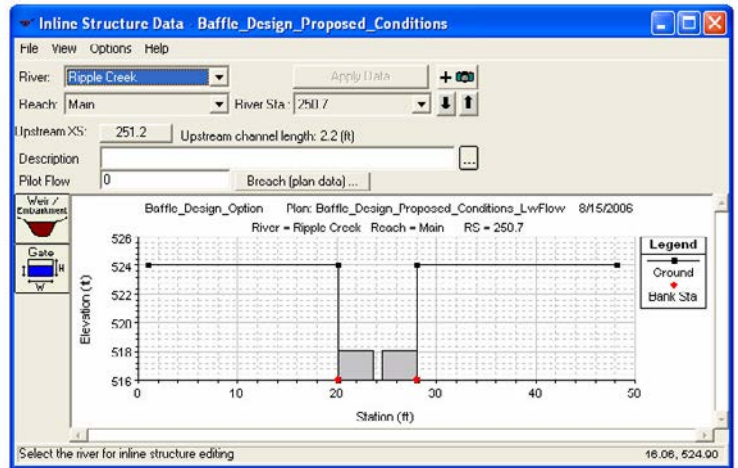 Inline Structure Data - Baffle_Design_Proposed_Conditions
File View Options Help
River: Ripple Creek Apply Data
Reach: Main River Sta.: 250.7
Upstream XS: 251.2 Upstream channel length: 2.2 (ft)
Description ...
Pilot Flow 0 Breach (plan data) ...
Weir / Embankment
Gate
H
W
Baffle_Design_Option Plan: Baffle_Design_Proposed_Conditions_LwFlow 8/15/2006
River = Ripple Creek Reach = Main RS = 250.7
Elevation (ft)
526
524
522
520
518
516
0 10 20 30 40 50
Station (ft)
Legend
Ground
Bank Sta
Select the river for inline structure editing 16.06, 524.90